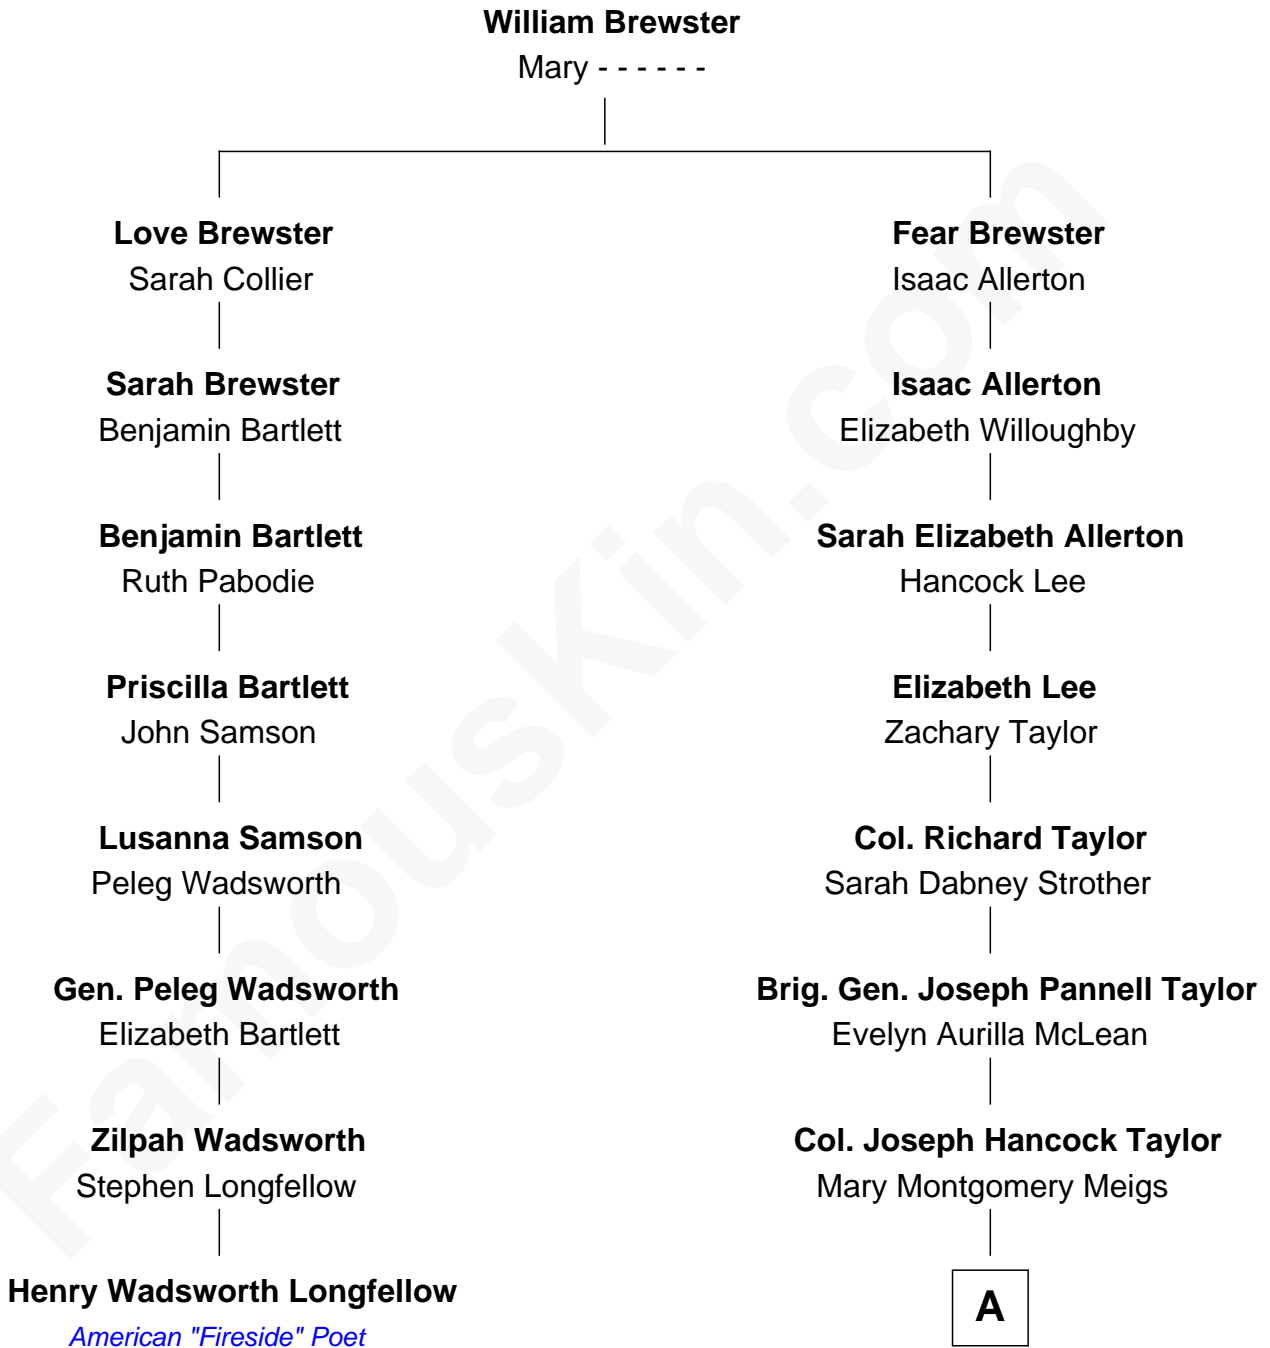 William Brewster
Mary - - - - - -
Love Brewster
Sarah Collier
Sarah Brewster
Benjamin Bartlett
Benjamin Bartlett
Ruth Pabodie
Priscilla Bartlett
John Samson
Lusanna Samson
Peleg Wadsworth
Gen. Peleg Wadsworth
Elizabeth Bartlett
Zilpah Wadsworth
Stephen Longfellow
Henry Wadsworth Longfellow
American "Fireside" Poet
Fear Brewster
Isaac Allerton
Isaac Allerton
Elizabeth Willoughby
Sarah Elizabeth Allerton
Hancock Lee
Elizabeth Lee
Zachary Taylor
Col. Richard Taylor
Sarah Dabney Strother
Brig. Gen. Joseph Pannell Taylor
Evelyn Aurilla McLean
Col. Joseph Hancock Taylor
Mary Montgomery Meigs
A
FamousKin.com